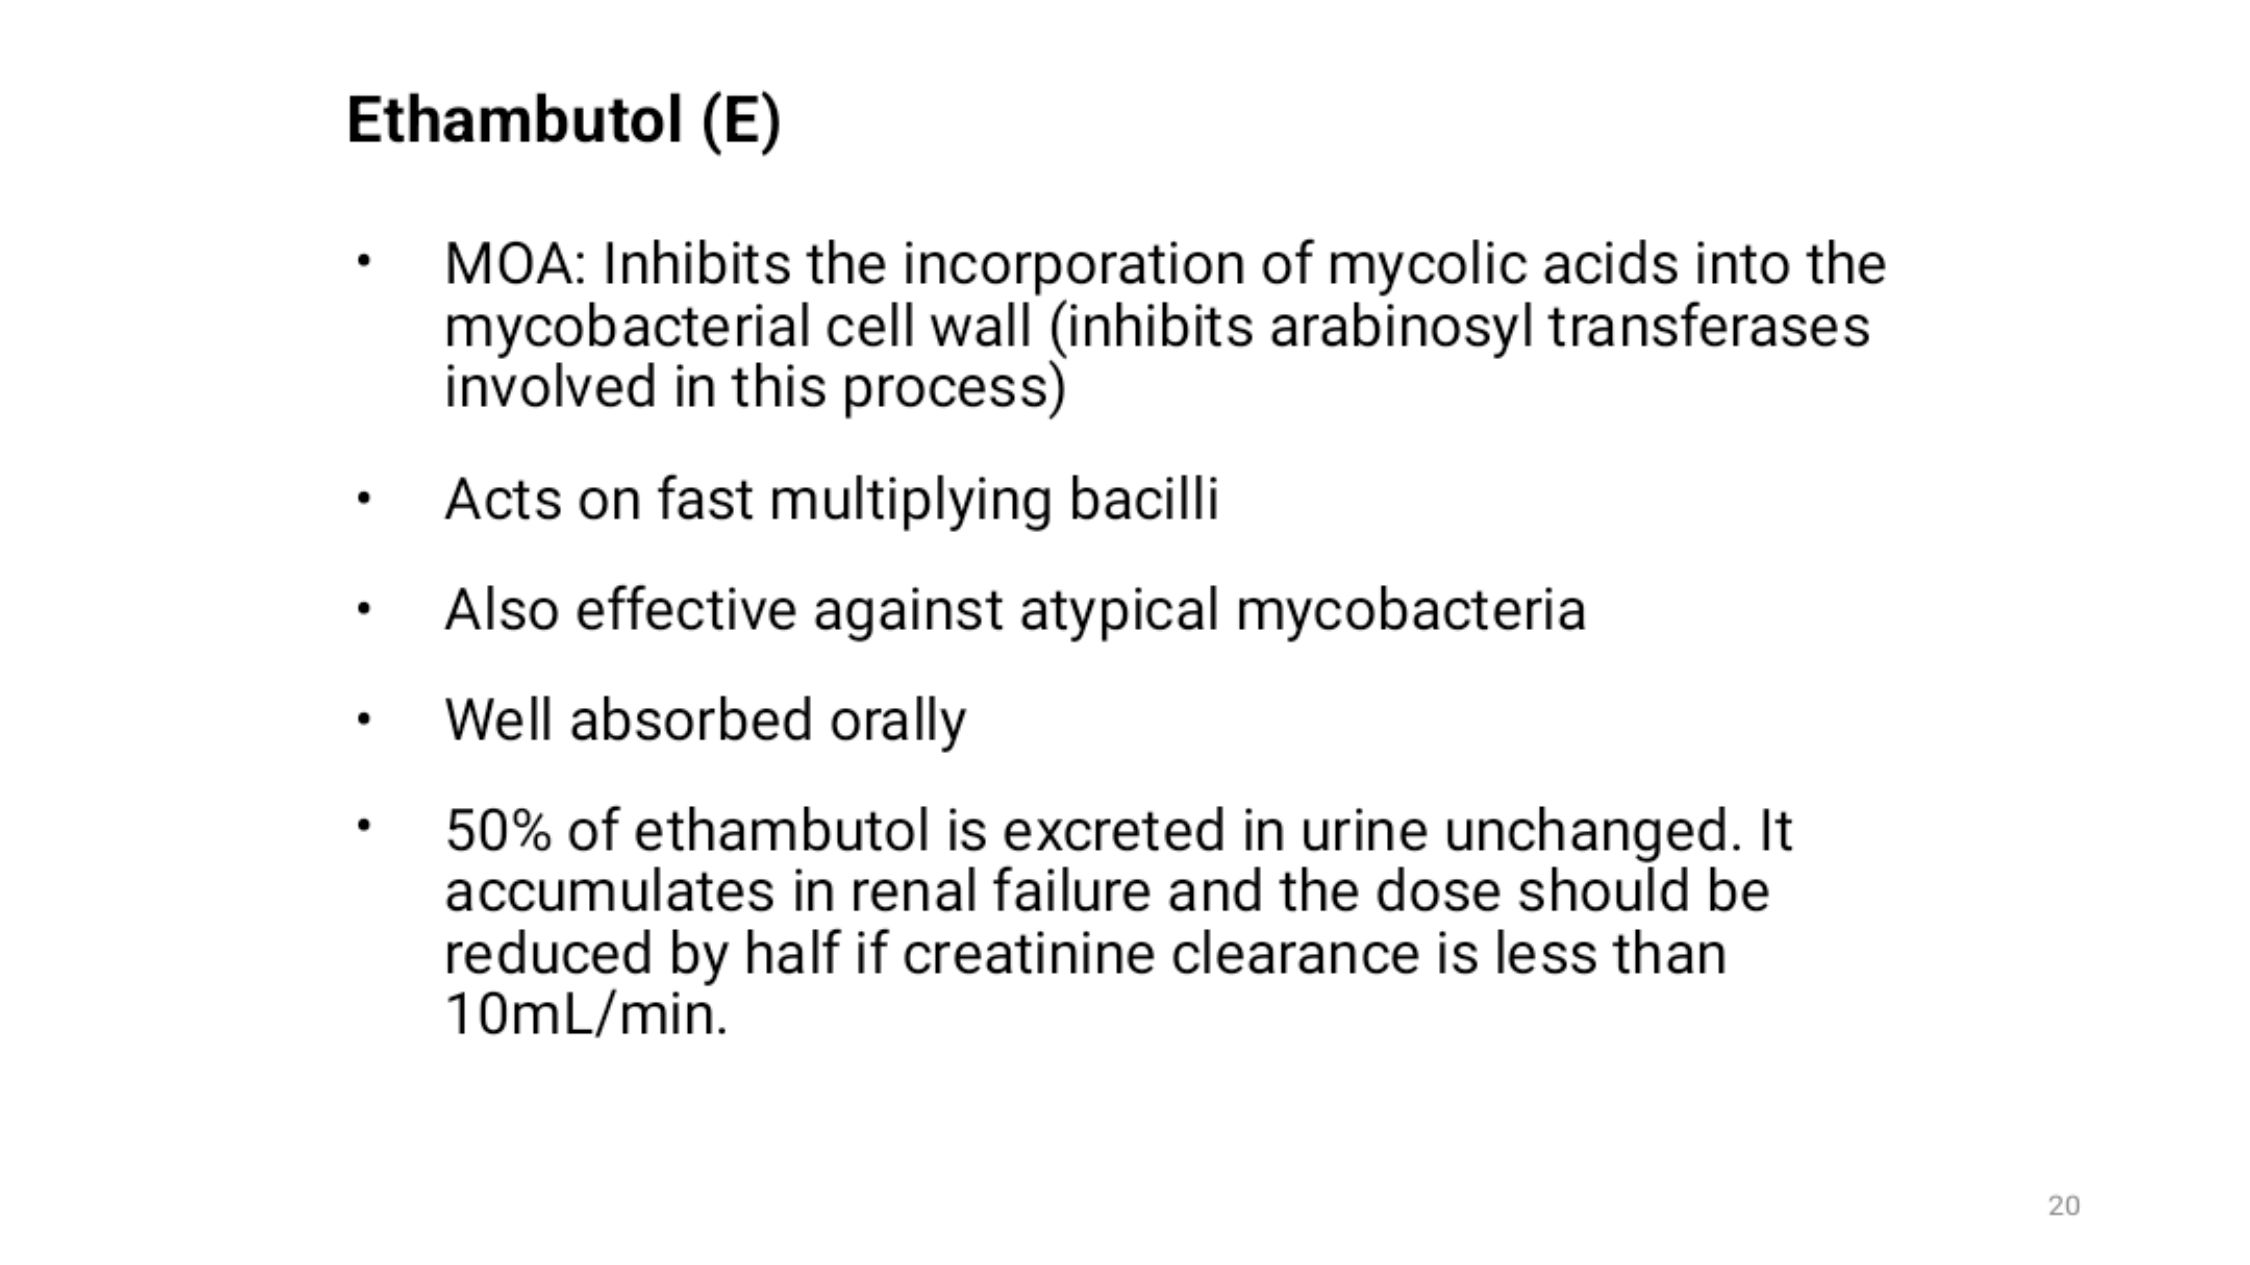 Ethambutol (E)
• MOA: Inhibits the incorporation of mycolic acids into the
mycobacterial cell wall (inhibits arabinosyl transferases
involved in this process)
• Acts on fast multiplying bacilli
• Also effective against atypical mycobacteria
• Well absorbed orally
• 50% of ethambutol is excreted in urine unchanged. It
accumulates in renal failure and the dose should be
reduced by half if creatinine clearance is less than
10mL/min.
20